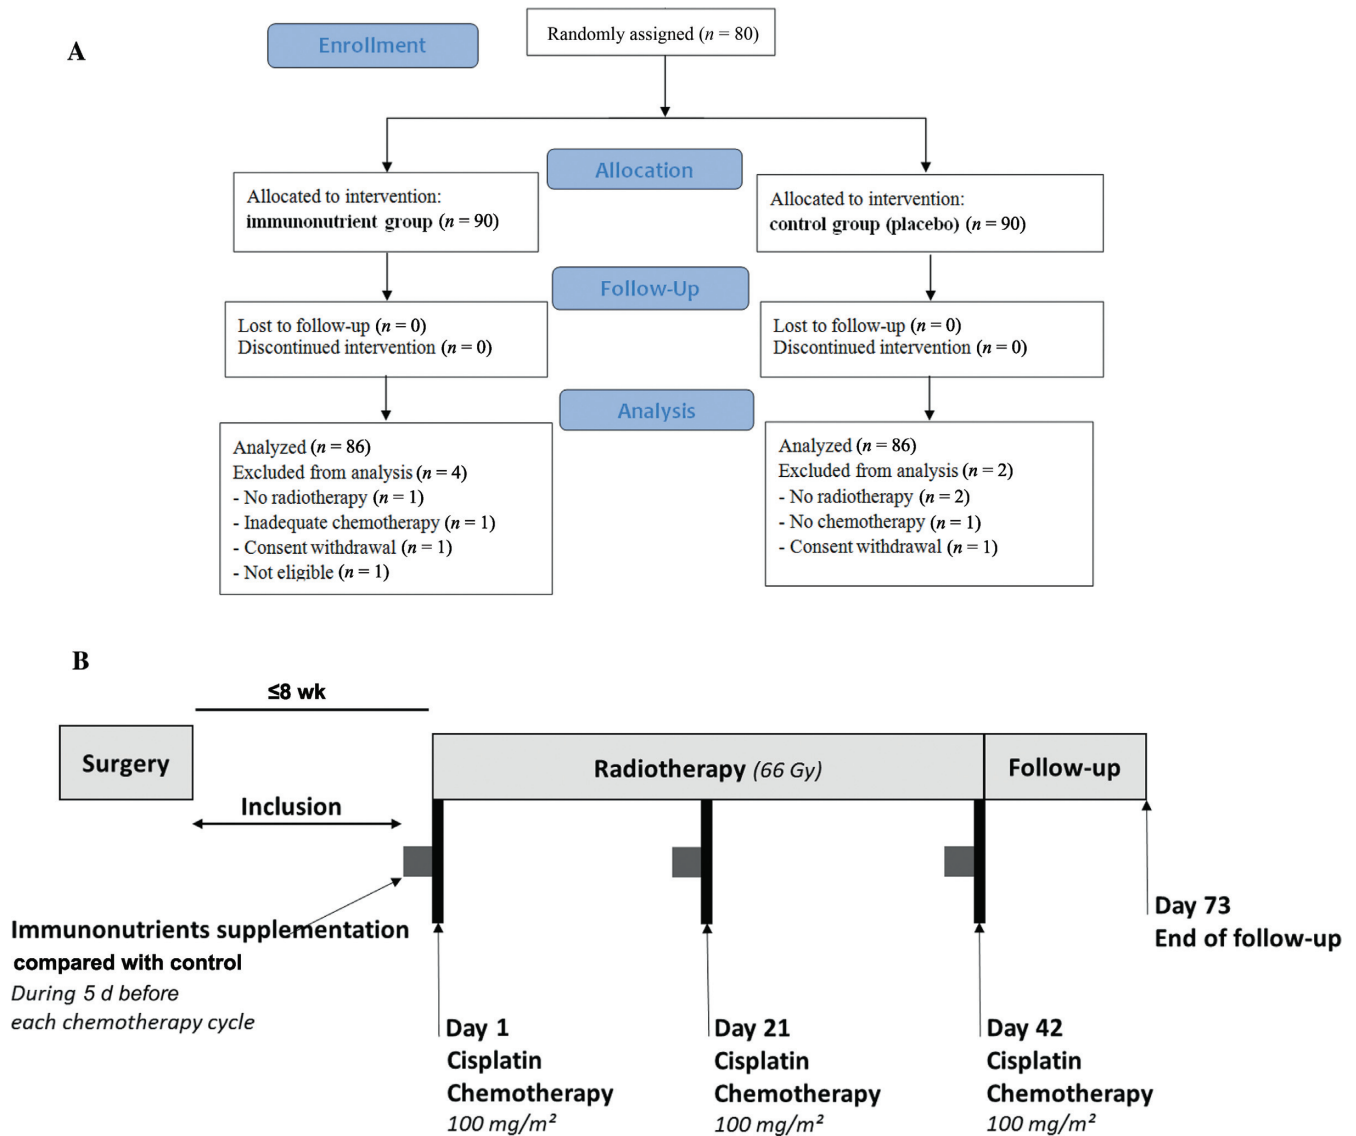 A
Enrollment
Randomly assigned (n = 80)
Allocation
Allocated to intervention:
immunonutrient group (n = 90)
Allocated to intervention:
control group (placebo) (n = 90)
Follow-Up
Lost to follow-up (n = 0)
Discontinued intervention (n = 0)
Lost to follow-up (n = 0)
Discontinued intervention (n = 0)
Analysis
Analyzed (n = 86)
Excluded from analysis (n = 4)
- No radiotherapy (n = 1)
- Inadequate chemotherapy (n = 1)
- Consent withdrawal (n = 1)
- Not eligible (n = 1)
Analyzed (n = 86)
Excluded from analysis (n = 2)
- No radiotherapy (n = 2)
- No chemotherapy (n = 1)
- Consent withdrawal (n = 1)
B
≤8 wk
Surgery
Radiotherapy (66 Gy)
Follow-up
Inclusion
Immunonutrients supplementation
compared with control
During 5 d before
each chemotherapy cycle
Day 1
Cisplatin
Chemotherapy
100 mg/m²
Day 21
Cisplatin
Chemotherapy
100 mg/m²
Day 42
Cisplatin
Chemotherapy
100 mg/m²
Day 73
End of follow-up